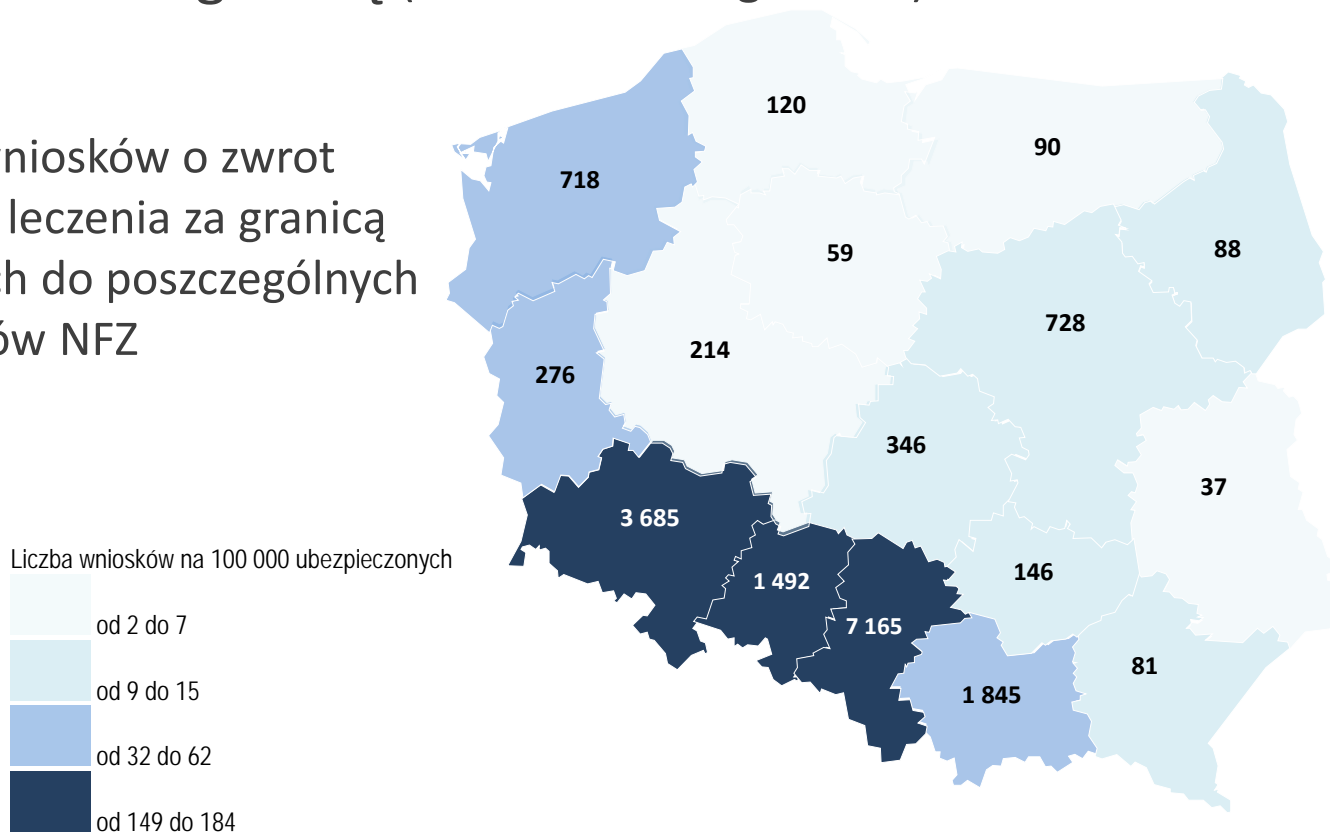 120
90
wniosków o zwrot
718
leczenia za granicą
59
88
ch do poszczególnych
728
ów NFZ
214
276
346
37
3 685
Liczba wniosków na 100 000 ubezpieczonych
146
1 492
od 2 do 7
7 165
81
od 9 do 15
1 845
od 32 do 62
od 149 do 184